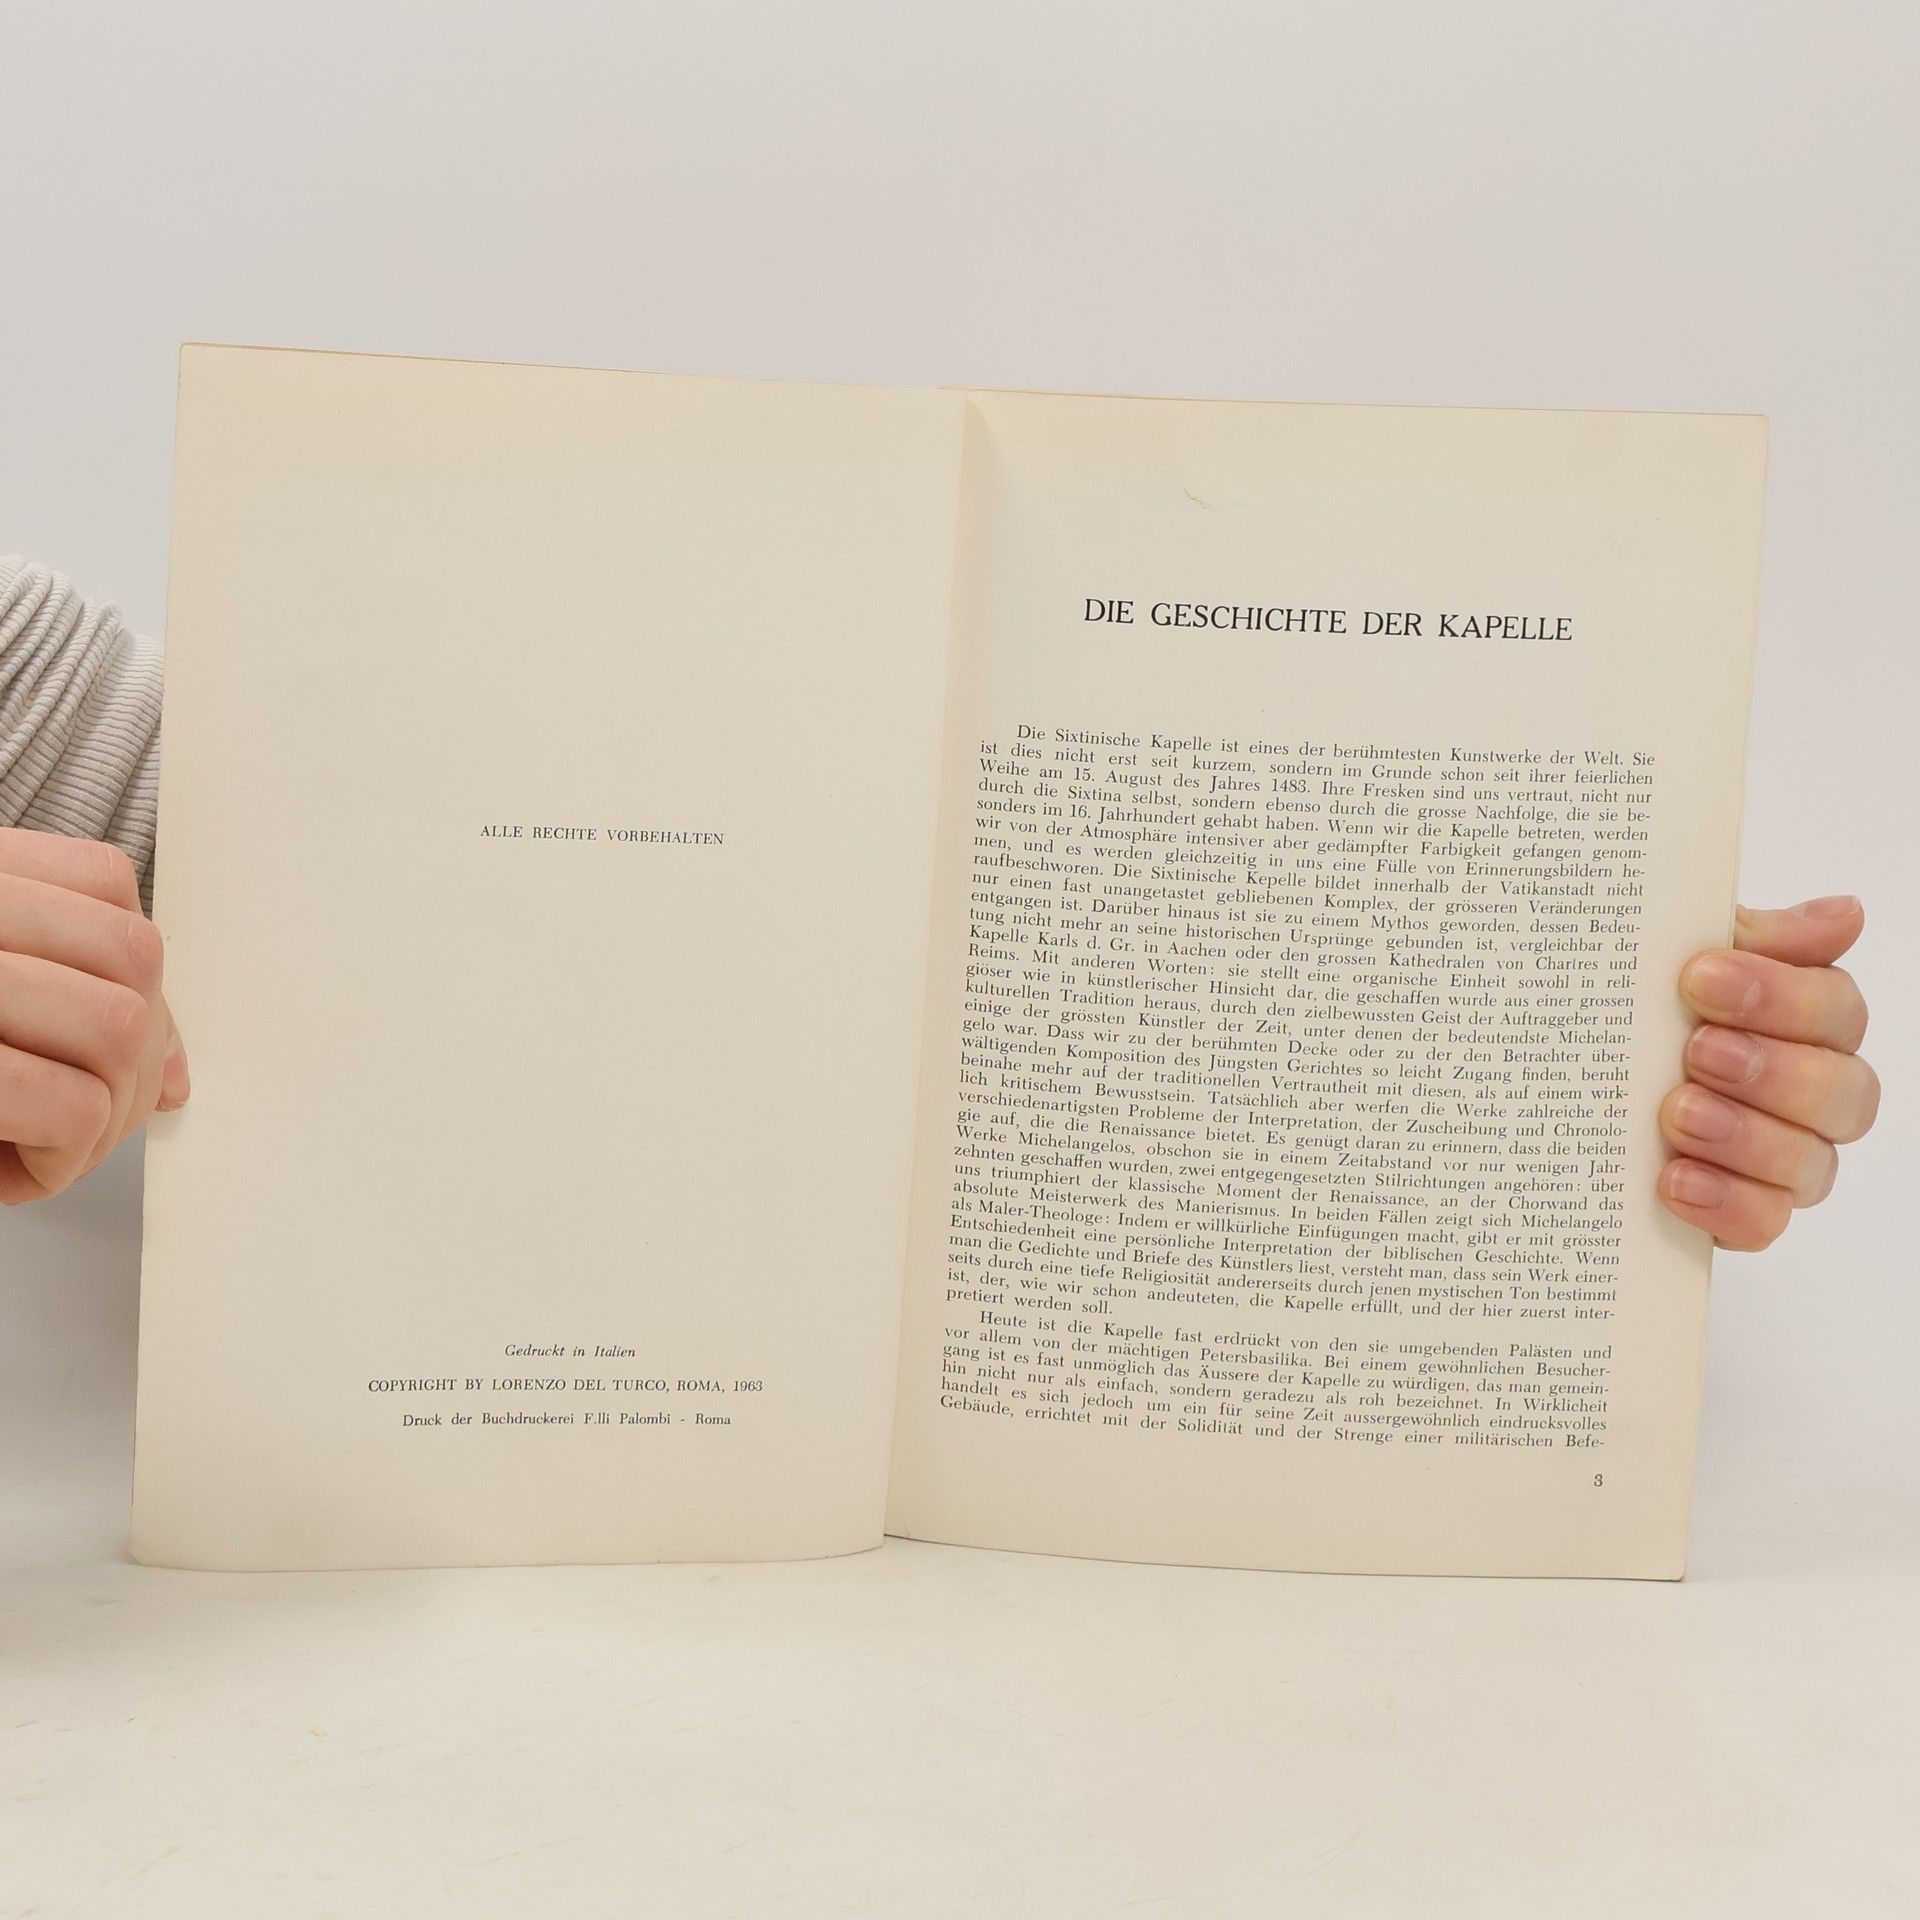 ALLE RECHTE VORBEHALTEN
Gedruckt in Italien
COPYRIGHT BY LORENZO DEL TURCO, ROMA, 1963
Druck der Buchdruckerei F.lli Palombi - Roma
DIE GESCHICHTE DER KAPELLE
Die Sixtinische Kapelle ist eines der berühmtesten Kunstwerke der Welt. Sie
ist dies nicht erst seit kurzem, sondern im Grunde schon seit ihrer feierlichen
Weihe am 15. August des Jahres 1483. Ihre Fresken sind uns vertraut, nicht nur
durch die Sixtina selbst, sondern ebenso durch die grosse Nachfolge, die sie be-
sonders im 16. Jahrhundert gehabt haben. Wenn wir die Kapelle betreten, werden
wir von der Atmosphäre intensiver aber gedämpfter Farbigkeit gefangen genom-
men, und es werden gleichzeitig in uns eine Fülle von Erinnerungsbildern he-
raufbeschworen. Die Sixtinische Kepelle bildet innerhalb der Vatikanstadt nicht
nur einen fast unangetastet gebliebenen Komplex, der grösseren Veränderungen
entgangen ist. Darüber hinaus ist sie zu einem Mythos geworden, dessen Bedeu-
tung nicht mehr an seine historischen Ursprünge gebunden ist, vergleichbar der
Kapelle Karls d. Gr. in Aachen oder den grossen Kathedralen von Chartres und
Reims. Mit anderen Worten: sie stellt eine organische Einheit sowohl in reli-
giöser wie in künstlerischer Hinsicht dar, die geschaffen wurde aus einer grossen
kulturellen Tradition heraus, durch den zielbewussten Geist der Auftraggeber und
einige der grössten Künstler der Zeit, unter denen der bedeutendste Michelan-
gelo war. Dass wir zu der berühmten Decke oder zu der den Betrachter über-
wältigenden Komposition des Jüngsten Gerichtes so leicht Zugang finden, beruht
beinahe mehr auf der traditionellen Vertrautheit mit diesen, als auf einem wirk-
lich kritischem Bewusstsein. Tatsächlich aber werfen die Werke zahlreiche der
verschiedenartigsten Probleme der Interpretation, der Zuscheibung und Chronolo-
gie auf, die die Renaissance bietet. Es genügt daran zu erinnern, dass die beiden
Werke Michelangelos, obschon sie in einem Zeitabstand vor nur wenigen Jahr-
zehnten geschaffen wurden, zwei entgegengesetzten Stilrichtungen angehören: über
uns triumphiert der klassische Moment der Renaissance, an der Chorwand das
absolute Meisterwerk des Manierismus. In beiden Fällen zeigt sich Michelangelo
als Maler-Theologe: Indem er willkürliche Einfügungen macht, gibt er mit grösster
Entschiedenheit eine persönliche Interpretation der biblischen Geschichte. Wenn
man die Gedichte und Briefe des Künstlers liest, versteht man, dass sein Werk einer-
seits durch eine tiefe Religiosität andererseits durch jenen mystischen Ton bestimmt
ist, der, wie wir schon andeuteten, die Kapelle erfüllt, und der hier zuerst inter-
pretiert werden soll.
Heute ist die Kapelle fast erdrückt von den sie umgebenden Palästen und
vor allem von der mächtigen Petersbasilika. Bei einem gewöhnlichen Besucher-
gang ist es fast unmöglich das Äussere der Kapelle zu würdigen, das man gemein-
hin nicht nur als einfach, sondern geradezu als roh bezeichnet. In Wirklicheit
handelt es sich jedoch um ein für seine Zeit aussergewöhnlich eindrucksvolles
Gebäude, errichtet mit der Solidität und der Strenge einer militärischen Befe-
3